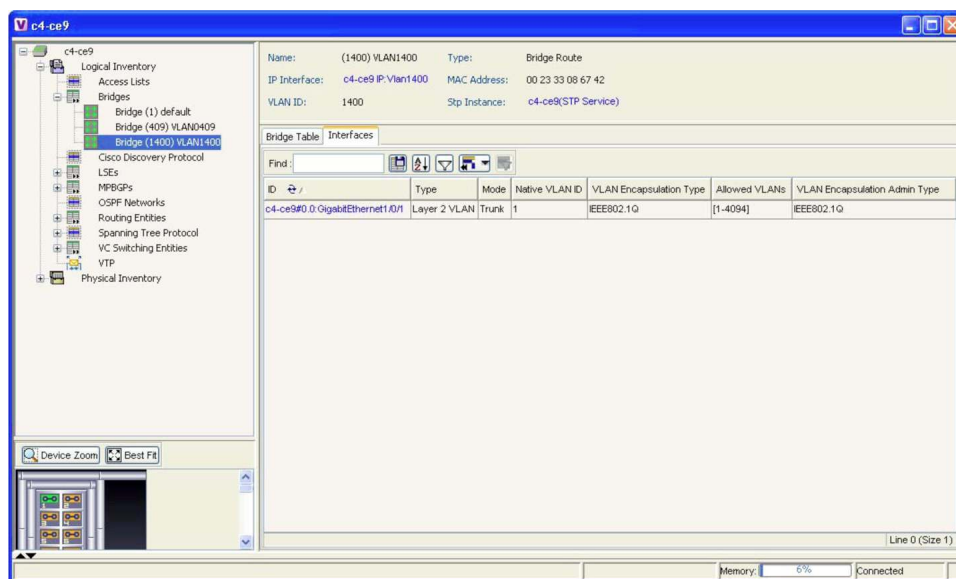 c4-ce9
c4-ce9
Logical Inventory
Access Lists
Bridges
Bridge (1) default
Bridge (409) VLAN0409
Bridge (1400) VLAN1400
Cisco Discovery Protocol
LSEs
MPBGPs
OSPF Networks
Routing Entities
Spanning Tree Protocol
VC Switching Entities
VTP
Physical Inventory
Device Zoom Best Fit
Name: (1400) VLAN1400 Type: Bridge Route
IP Interface: c4-ce9 IP:Vlan1400 MAC Address: 00 23 33 08 67 42
VLAN ID: 1400 Stp Instance: c4-ce9(STP Service)
Bridge Table Interfaces
Find :
ID Type Mode Native VLAN ID VLAN Encapsulation Type Allowed VLANs VLAN Encapsulation Admin Type
c4-ce9#0.0:GigabitEthernet1/0/1 Layer 2 VLAN Trunk 1 IEEE802.1Q [1-4094] IEEE802.1Q
Line 0 (Size 1)
Memory: 6% Connected